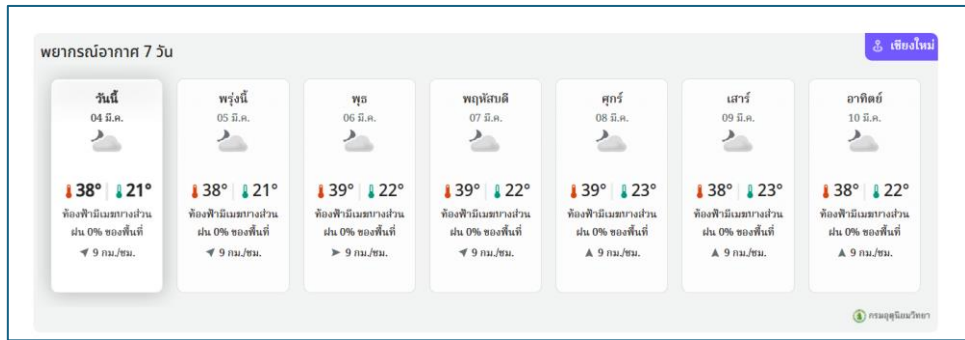 พยากรณ์อากาศ 7 วัน
เชียงใหม่
วันนี้
04 มี.ค.
38° 21°
ท้องฟ้ามีเมฆบางส่วน
ฝน 0% ของพื้นที่
9 กม./ชม.
พรุ่งนี้
05 มี.ค.
38° 21°
ท้องฟ้ามีเมฆบางส่วน
ฝน 0% ของพื้นที่
9 กม./ชม.
พุธ
06 มี.ค.
39° 22°
ท้องฟ้ามีเมฆบางส่วน
ฝน 0% ของพื้นที่
9 กม./ชม.
พฤหัสบดี
07 มี.ค.
39° 22°
ท้องฟ้ามีเมฆบางส่วน
ฝน 0% ของพื้นที่
9 กม./ชม.
ศุกร์
08 มี.ค.
39° 23°
ท้องฟ้ามีเมฆบางส่วน
ฝน 0% ของพื้นที่
9 กม./ชม.
เสาร์
09 มี.ค.
38° 23°
ท้องฟ้ามีเมฆบางส่วน
ฝน 0% ของพื้นที่
9 กม./ชม.
อาทิตย์
10 มี.ค.
38° 22°
ท้องฟ้ามีเมฆบางส่วน
ฝน 0% ของพื้นที่
9 กม./ชม.
กรมอุตุนิยมวิทยา